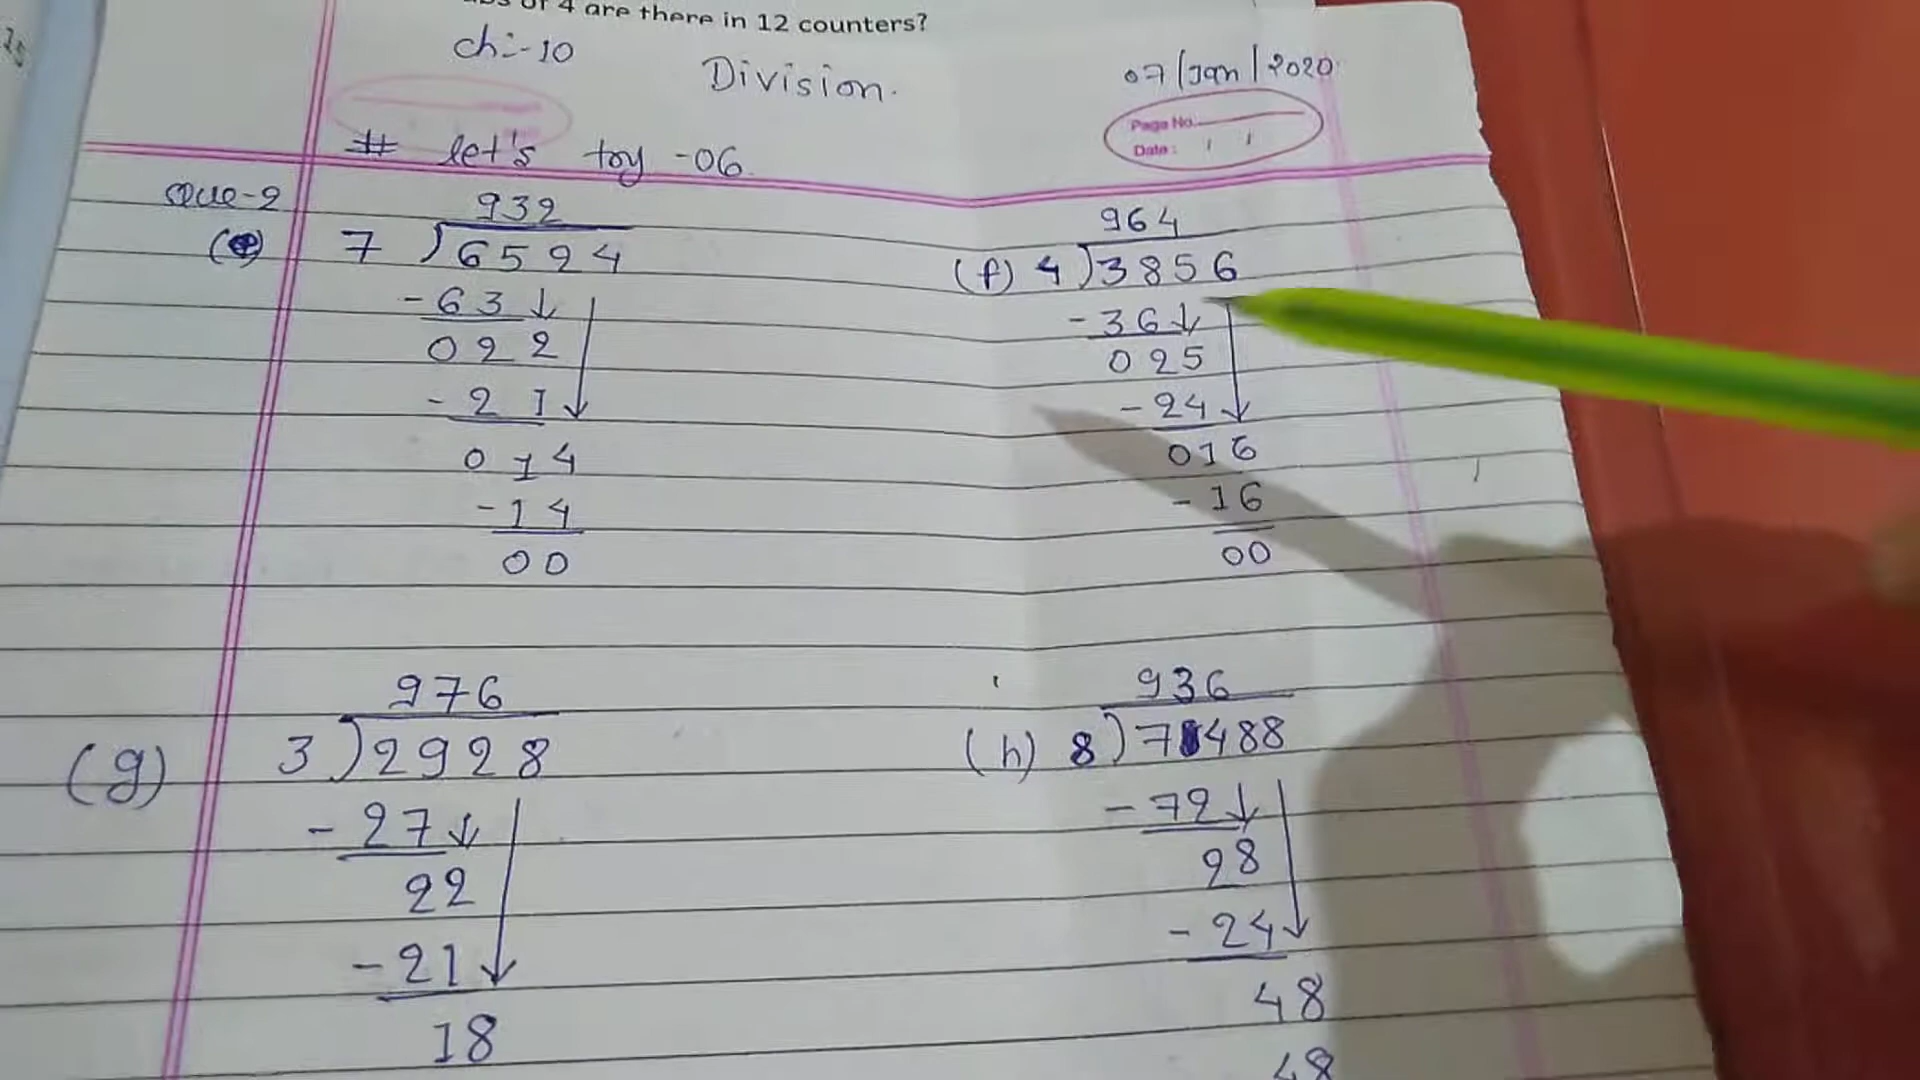 of 4 are there in 12 counters?
ch:-10
Division.
07/Jan/2020
Page No.
Date:
# let's try -06
Que-2
(e) 7)6524
932
-63↓
022
-21
014
-14
00
(f) 4)3856
964
-36↓
025
-24
016
-16
00
(g) 3)2928
976
-27↓
22
-21
18
(h) 8)7488
936
-72↓
28
-24
48
48